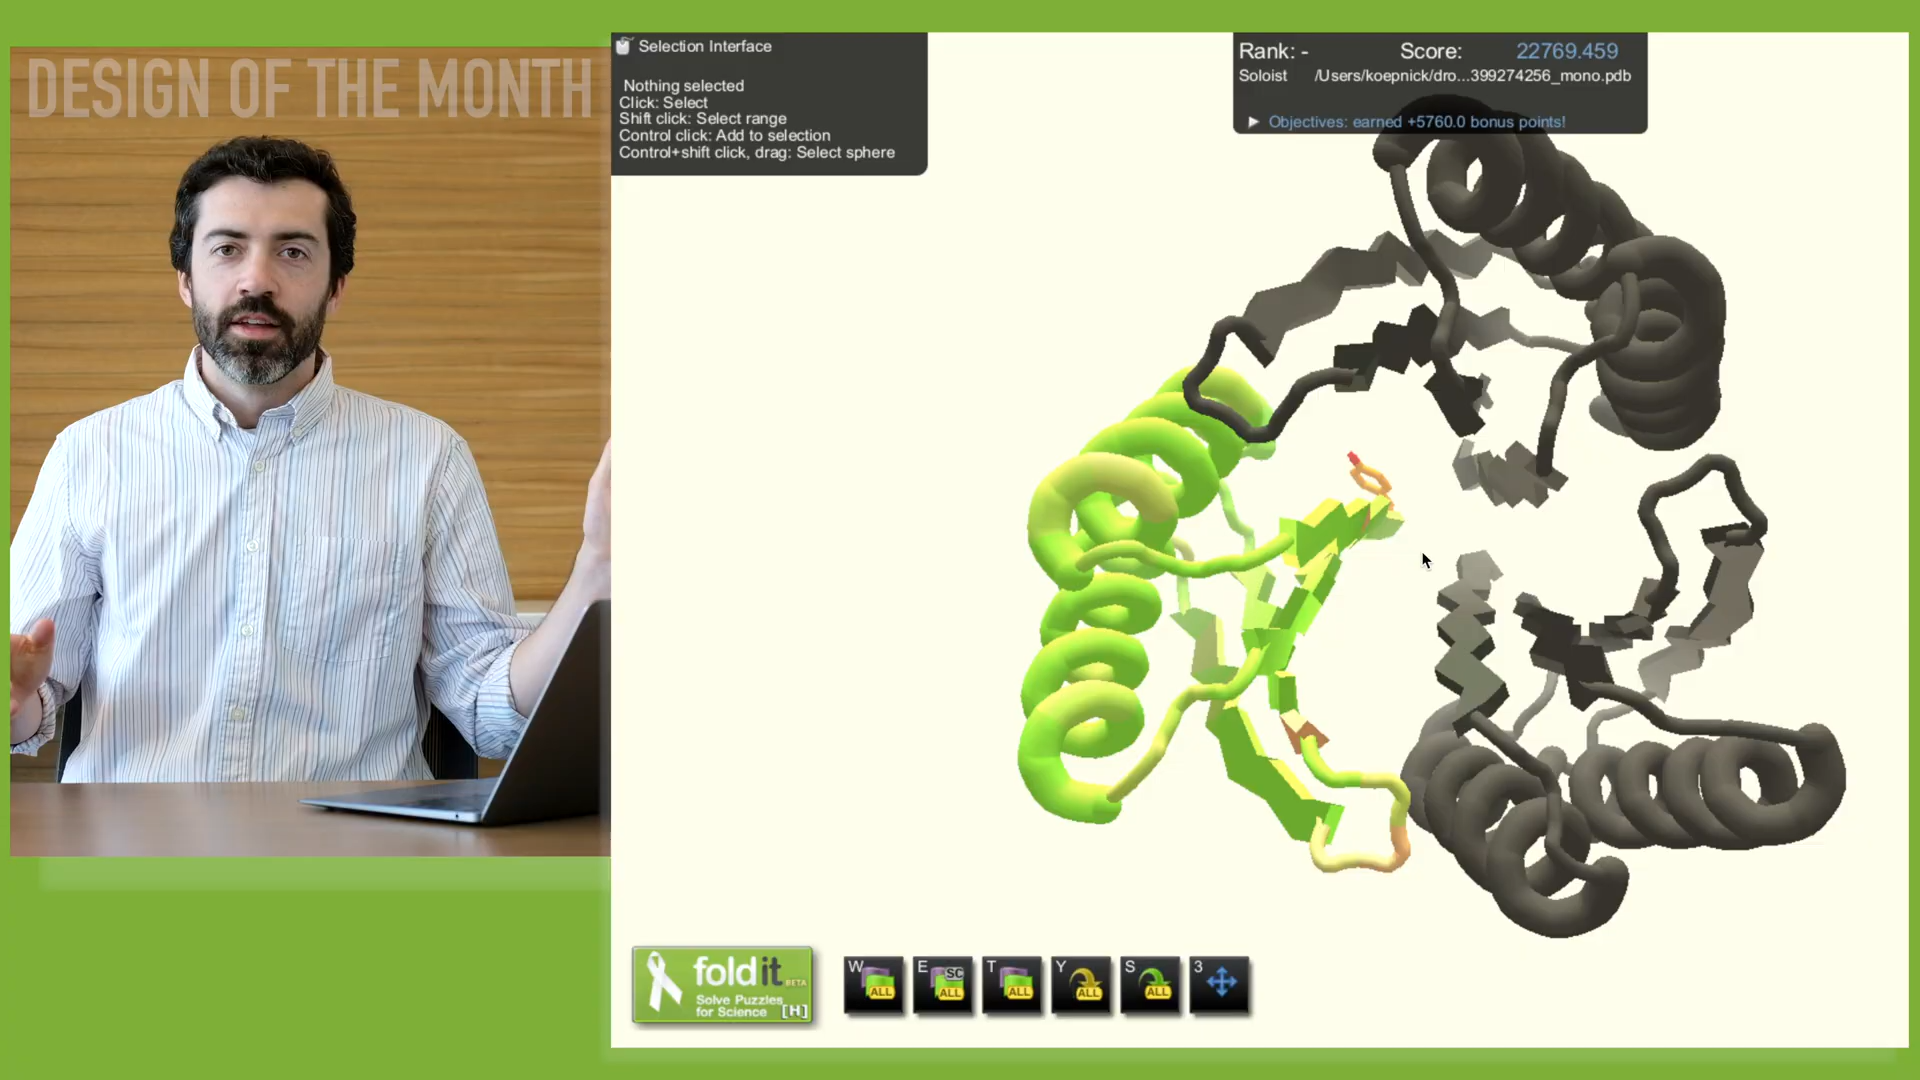 DESIGN OF THE MONTH
Selection Interface
Nothing selected
Click: Select
Shift click: Select range
Control click: Add to selection
Control+shift click, drag: Select sphere
Rank: - Score: 22769.459
Soloist /Users/koepnick/dro...399274256_mono.pdb
Objectives: earned +5760.0 bonus points!
foldit BETA
Solve Puzzles
for Science [H]
W ALL
E SC ALL
T ALL
Y ALL
S ALL
3